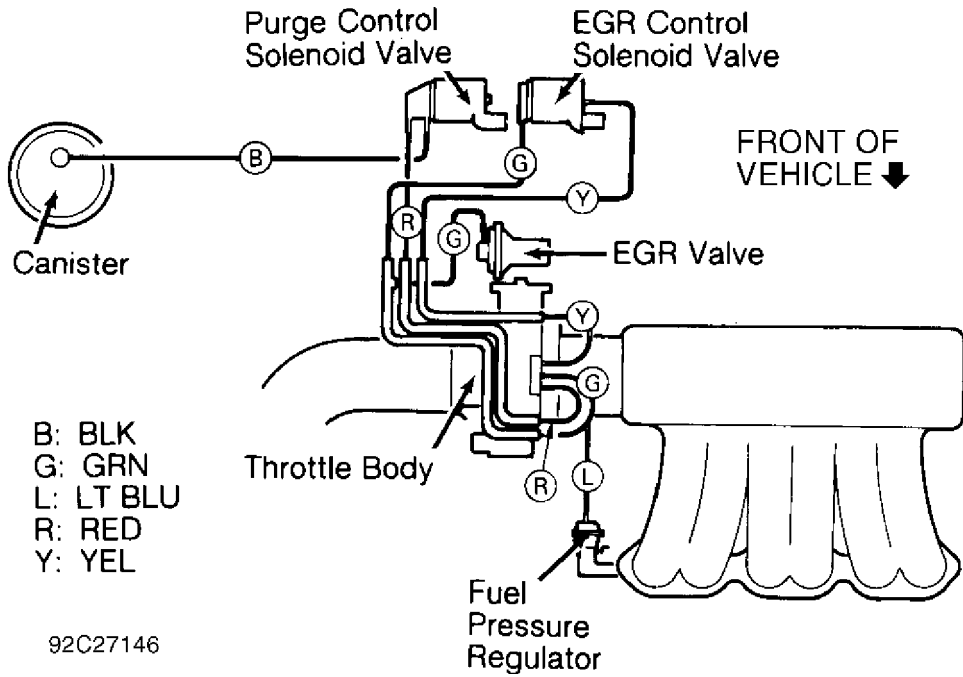 Purge Control
Solenoid Valve
EGR Control
Solenoid Valve
B
G
FRONT OF
VEHICLE
Y
R
G
Canister
EGR Valve
Y
G
B: BLK
G: GRN
L: LT BLU
R: RED
Y: YEL
Throttle Body
R
L
Fuel
Pressure
Regulator
92C27146